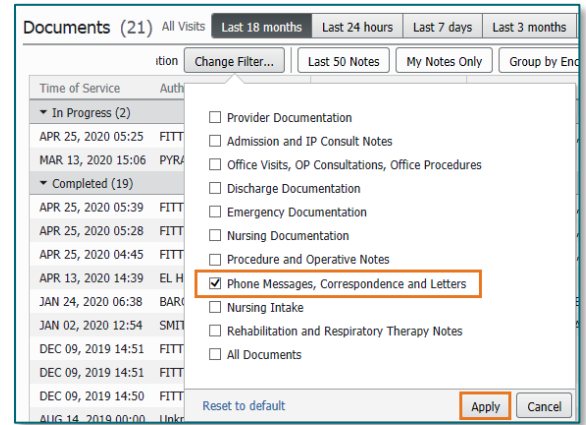 Documents (21) All Visits Last 18 months Last 24 hours Last 7 days Last 3 months
Change Filter... Last 50 Notes My Notes Only Group by Enc
Time of Service Auth
In Progress (2)
APR 25, 2020 05:25 FITT
MAR 13, 2020 15:06 PYRA
Completed (19)
APR 25, 2020 05:39 FITT
APR 25, 2020 05:28 FITT
APR 25, 2020 04:45 FITT
APR 13, 2020 14:39 EL H
JAN 24, 2020 06:38 BARO
JAN 02, 2020 12:54 SMIT
DEC 09, 2019 14:51 FITT
DEC 09, 2019 14:51 FITT
DEC 09, 2019 14:50 FITT
AUG 14, 2019 00:00
Provider Documentation
Admission and IP Consult Notes
Office Visits, OP Consultations, Office Procedures
Discharge Documentation
Emergency Documentation
Nursing Documentation
Procedure and Operative Notes
Phone Messages, Correspondence and Letters
Nursing Intake
Rehabilitation and Respiratory Therapy Notes
All Documents
Reset to default Apply Cancel